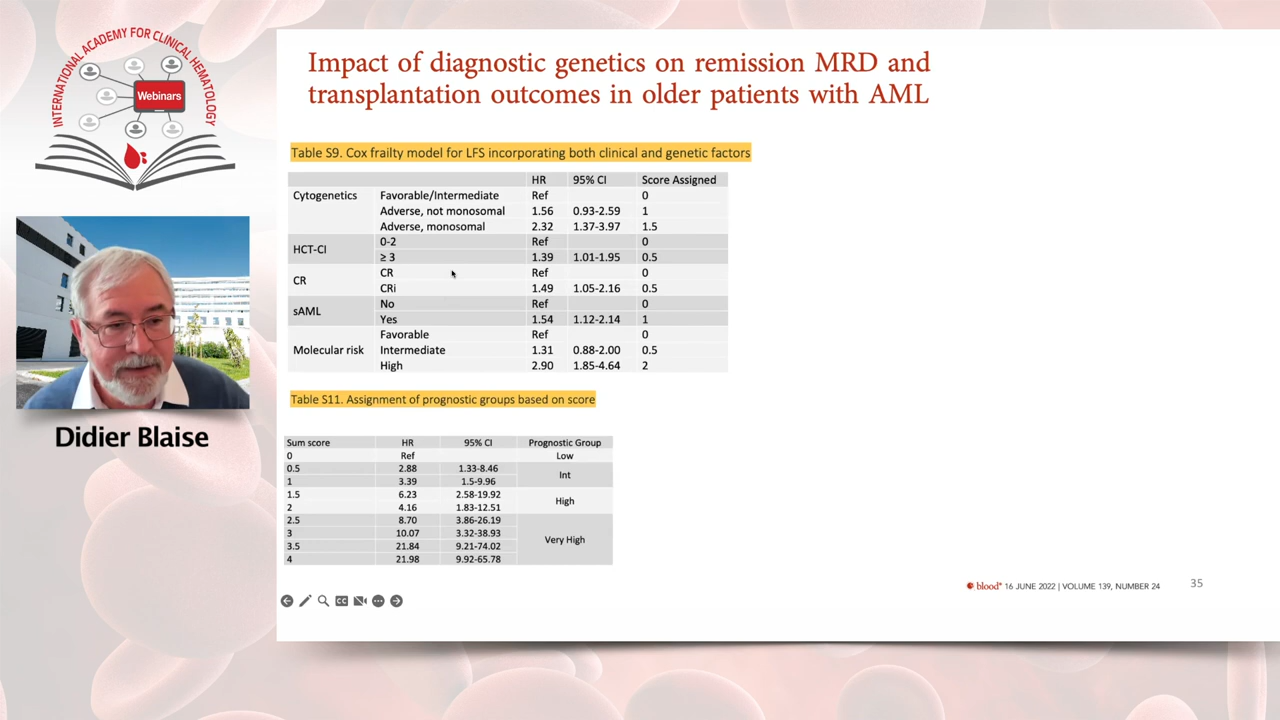 INTERNATIONAL ACADEMY FOR CLINICAL HEMATOLOGY
Webinars
Didier Blaise
Impact of diagnostic genetics on remission MRD and
transplantation outcomes in older patients with AML
Table S9. Cox frailty model for LFS incorporating both clinical and genetic factors
HR 95% CI Score Assigned
Cytogenetics Favorable/Intermediate Ref 0
Adverse, not monosomal 1.56 0.93-2.59 1
Adverse, monosomal 2.32 1.37-3.97 1.5
HCT-CI 0-2 Ref 0
≥ 3 1.39 1.01-1.95 0.5
CR CR Ref 0
CRi 1.49 1.05-2.16 0.5
sAML No Ref 0
Yes 1.54 1.12-2.14 1
Molecular risk Favorable Ref 0
Intermediate 1.31 0.88-2.00 0.5
High 2.90 1.85-4.64 2
Table S11. Assignment of prognostic groups based on score
Sum score HR 95% CI Prognostic Group
0 Ref Low
0.5 2.88 1.33-8.46 Int
1 3.39 1.5-9.96
1.5 6.23 2.58-19.92 High
2 4.16 1.83-12.51
2.5 8.70 3.86-26.19 Very High
3 10.07 3.32-38.93
3.5 21.84 9.21-74.02
4 21.98 9.92-65.78
CC
blood® 16 JUNE 2022 | VOLUME 139, NUMBER 24
35